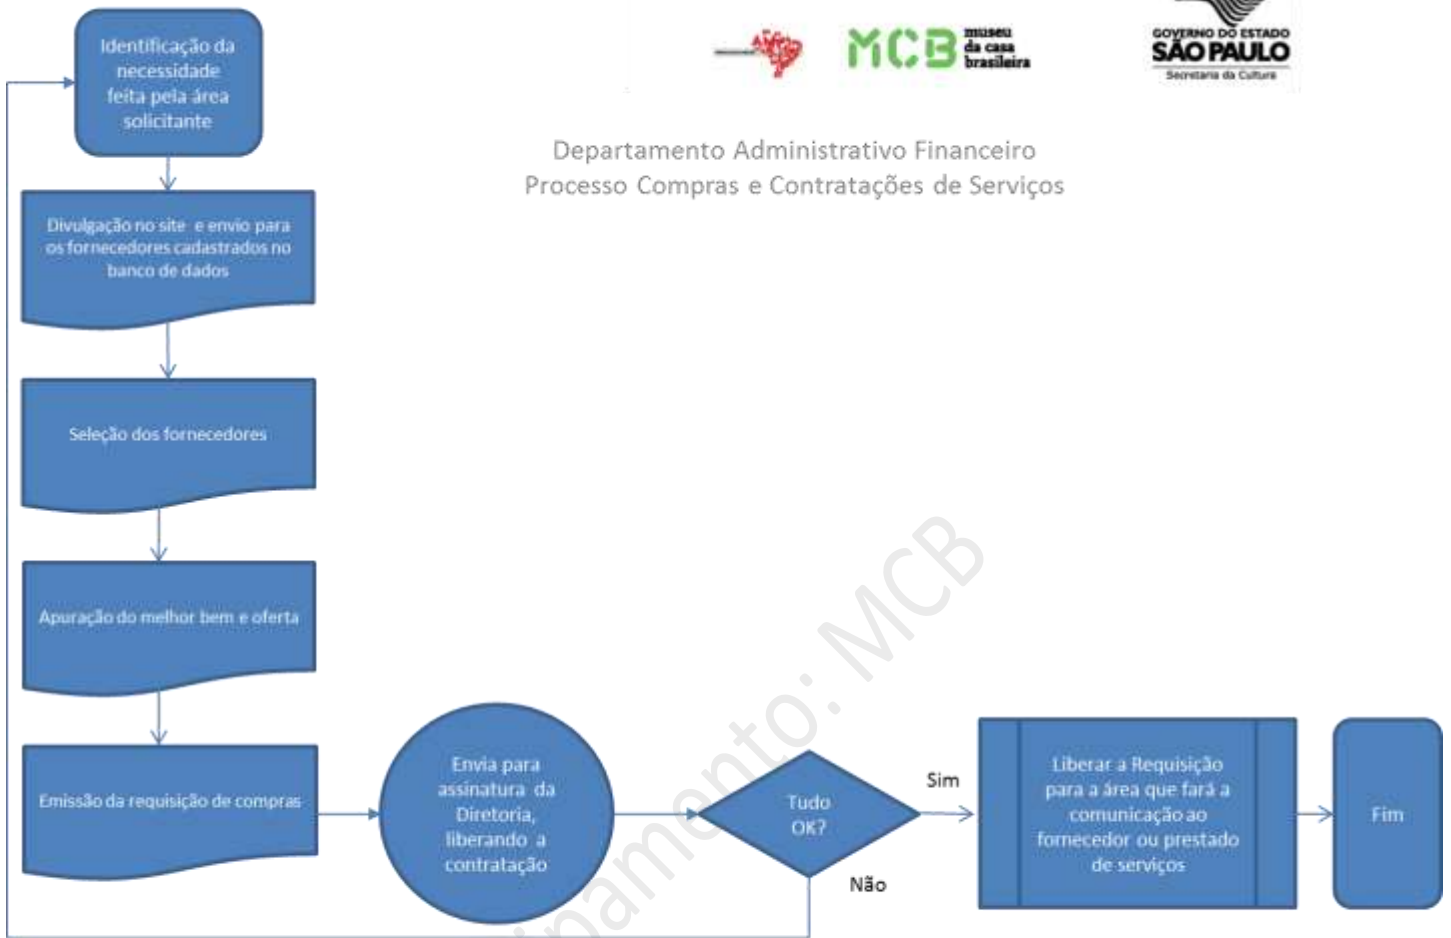 museu
MCB da casa
brasileira
GOVERNO DO ESTADO
SÃO PAULO
Secretaria da Cultura
Departamento Administrativo Financeiro
Processo Compras e Contratações de Serviços
Identificação da
necessidade
feita pela área
solicitante
Divulgação no site e envio para
os fornecedores cadastrados no
banco de dados
Seleção dos fornecedores
Apuração do melhor bem e oferta
Emissão da requisição de compras
Envia para
assinatura da
Diretoria,
liberando a
contratação
Tudo
OK?
Sim
Não
Liberar a Requisição
para a área que fará a
comunicação ao
fornecedor ou prestado
de serviços
Fim
MCB